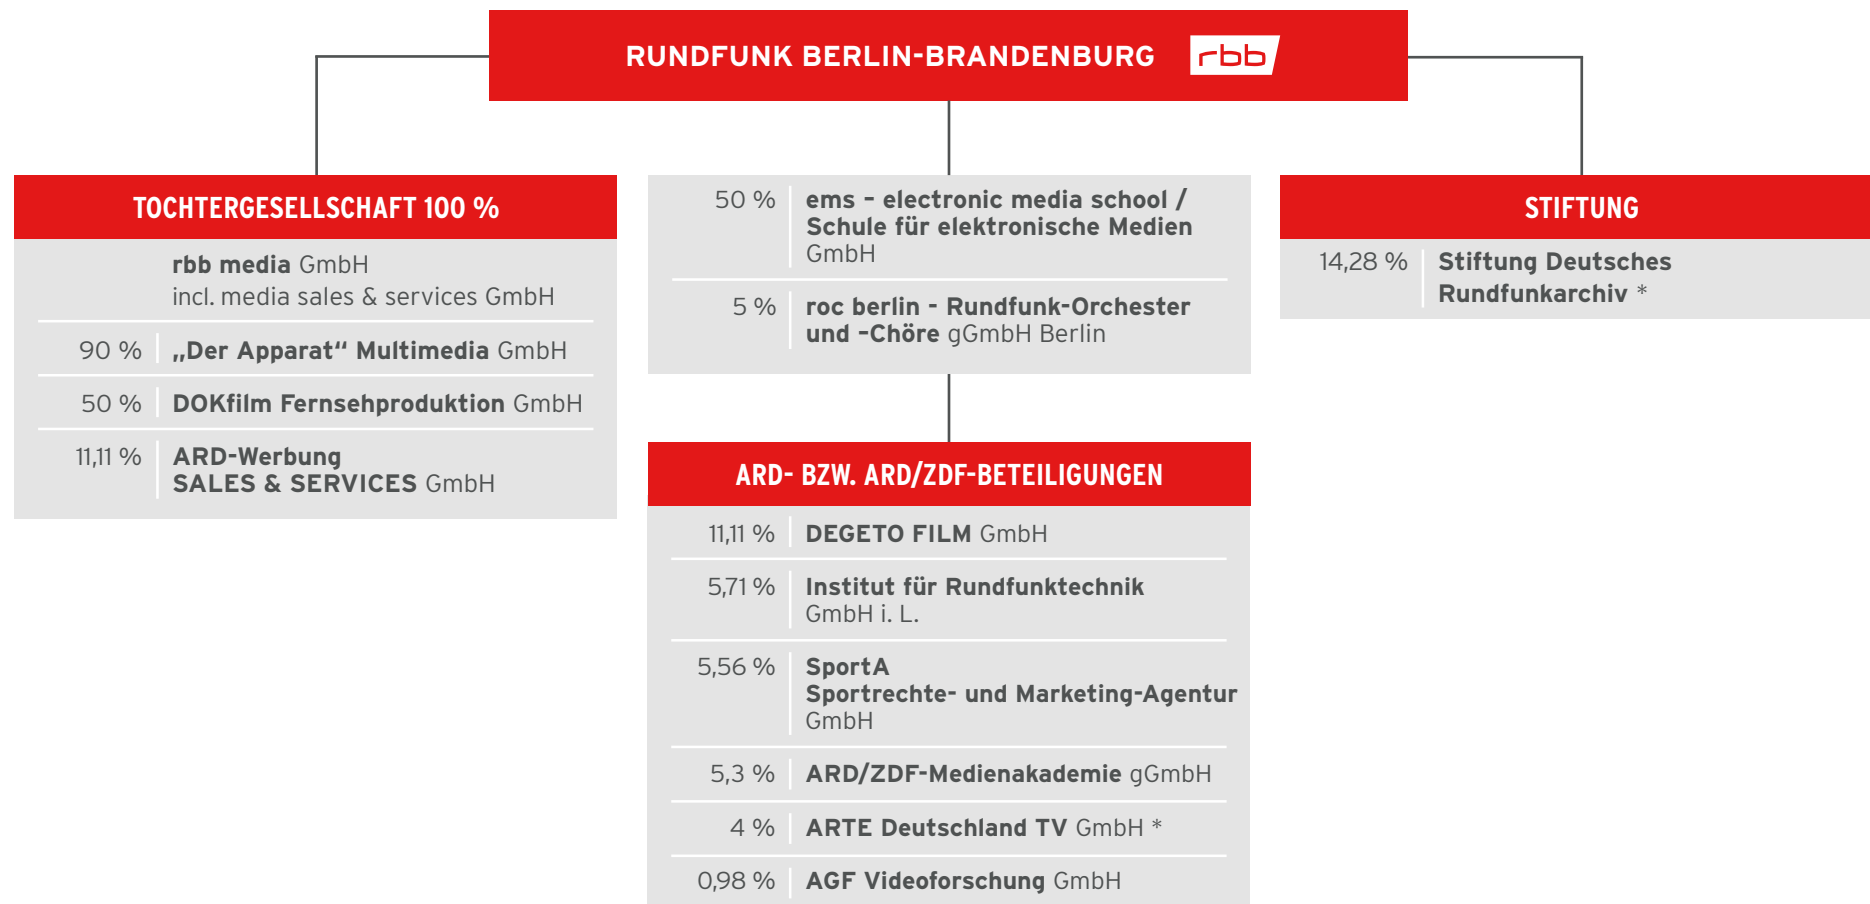 RUNDFUNK BERLIN-BRANDENBURG rbb
TOCHTERGESELLSCHAFT 100 %
rbb media GmbH
incl. media sales & services GmbH
90 % „Der Apparat“ Multimedia GmbH
50 % DOKfilm Fernsehproduktion GmbH
11,11 % ARD-Werbung
SALES & SERVICES GmbH
50 % ems – electronic media school /
Schule für elektronische Medien
GmbH
5 % roc berlin - Rundfunk-Orchester
und –Chöre gGmbH Berlin
ARD- BZW. ARD/ZDF-BETEILIGUNGEN
11,11 % DEGETO FILM GmbH
5,71 % Institut für Rundfunktechnik
GmbH i. L.
5,56 % SportA
Sportrechte- und Marketing-Agentur
GmbH
5,3 % ARD/ZDF-Medienakademie gGmbH
4 % ARTE Deutschland TV GmbH *
0,98 % AGF Videoforschung GmbH
STIFTUNG
14,28 % Stiftung Deutsches
Rundfunkarchiv *